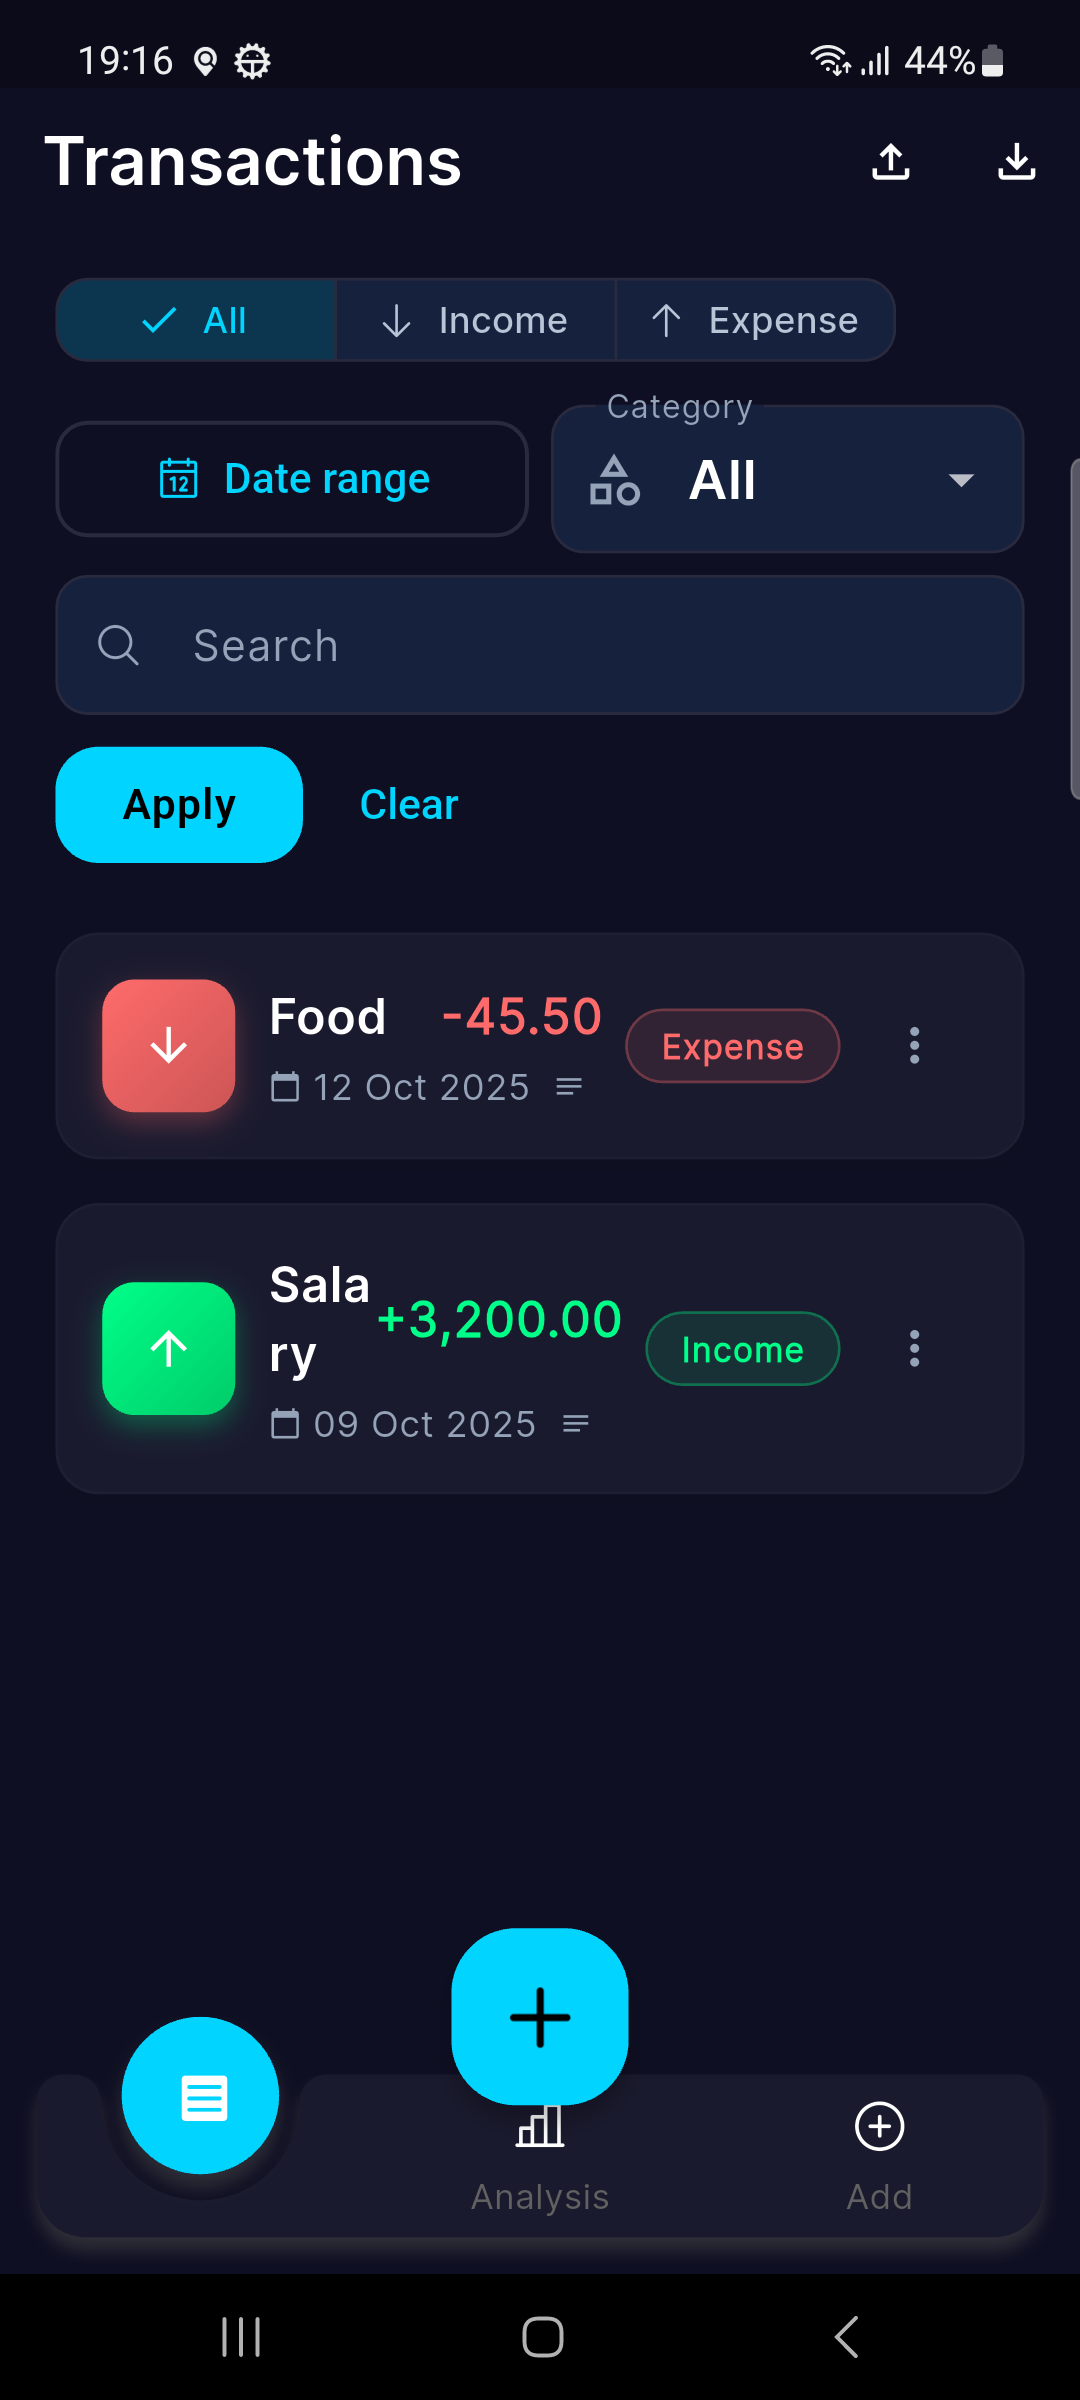 19:16
44%
Transactions
All
Income
Expense
Category
12
Date range
All
Search
Apply
Clear
Food
-45.50
Expense
12 Oct 2025
Sala
ry
+3,200.00
Income
09 Oct 2025
Analysis
Add